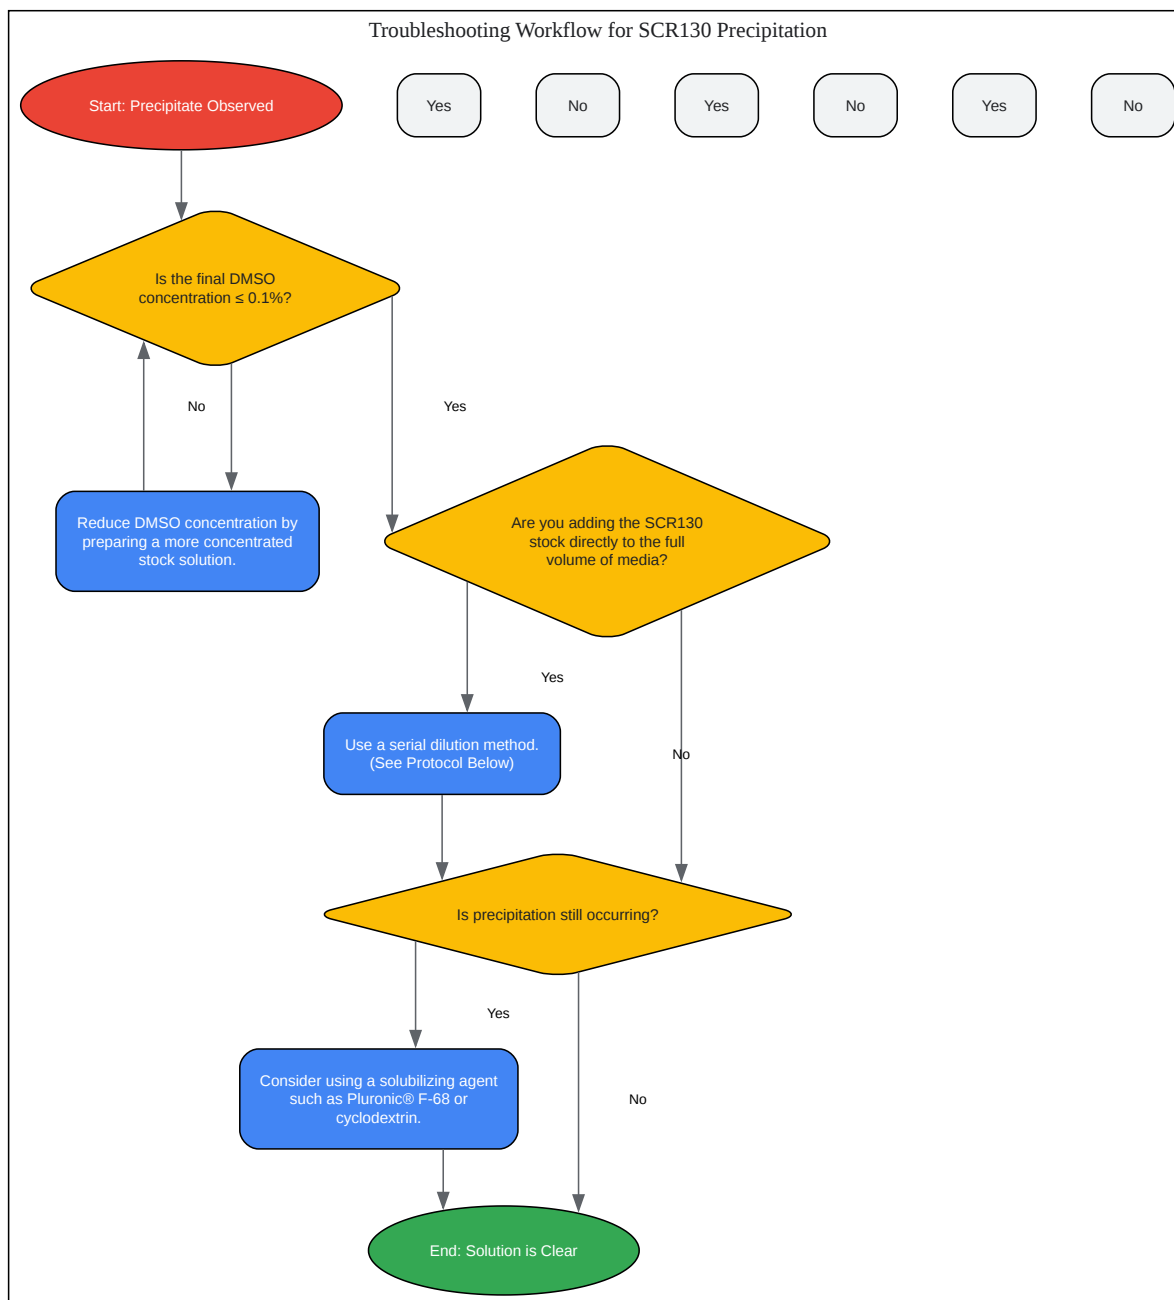 Troubleshooting Workflow for SCR130 Precipitation
Start: Precipitate Observed
Yes
No
Yes
No
Yes
No
Is the final DMSO
concentration ≤ 0.1%?
No
Yes
Reduce DMSO concentration by
preparing a more concentrated
stock solution.
Are you adding the SCR130
stock directly to the full
volume of media?
Yes
Use a serial dilution method.
(See Protocol Below)
No
Is precipitation still occurring?
Yes
Consider using a solubilizing agent
such as Pluronic® F-68 or
cyclodextrin.
No
End: Solution is Clear